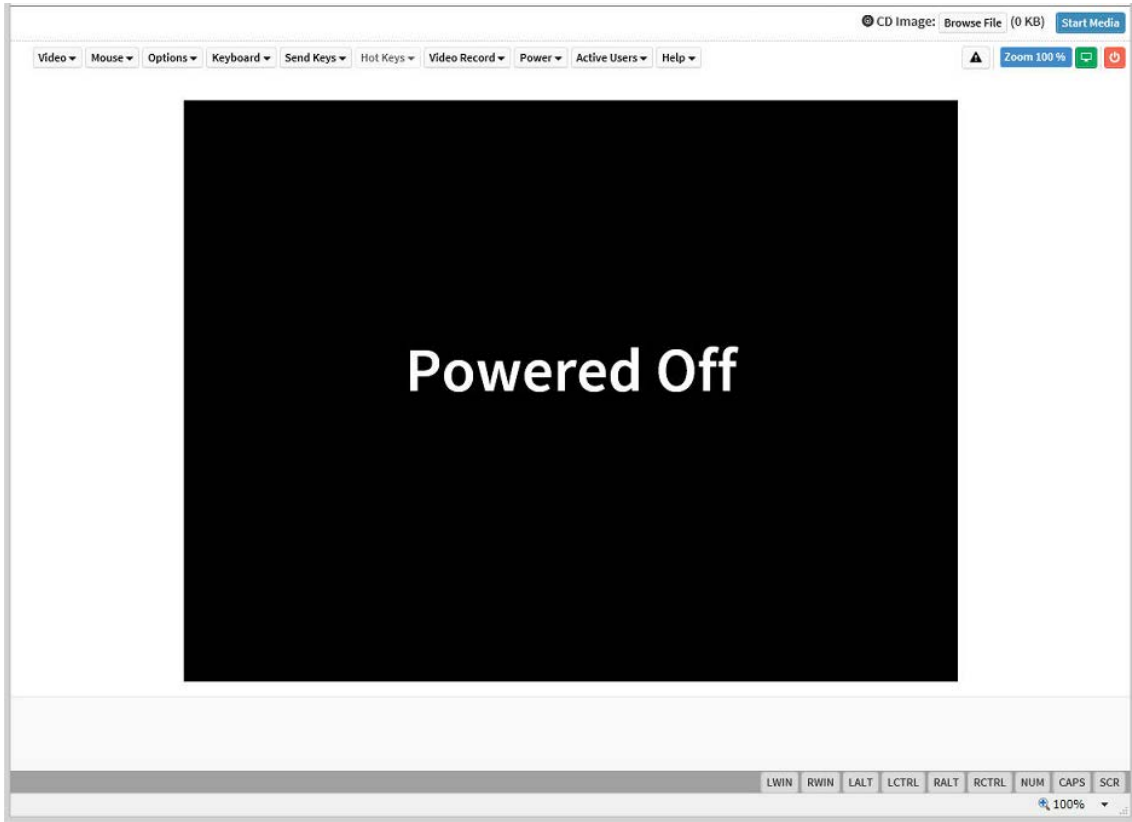 CD Image: Browse File (0 KB) Start Media
Video Mouse Options Keyboard Send Keys Hot Keys Video Record Power Active Users Help Zoom 100 %
Powered Off
LWIN RWIN LALT LCTRL RALT RCTRL NUM CAPS SCR
100%